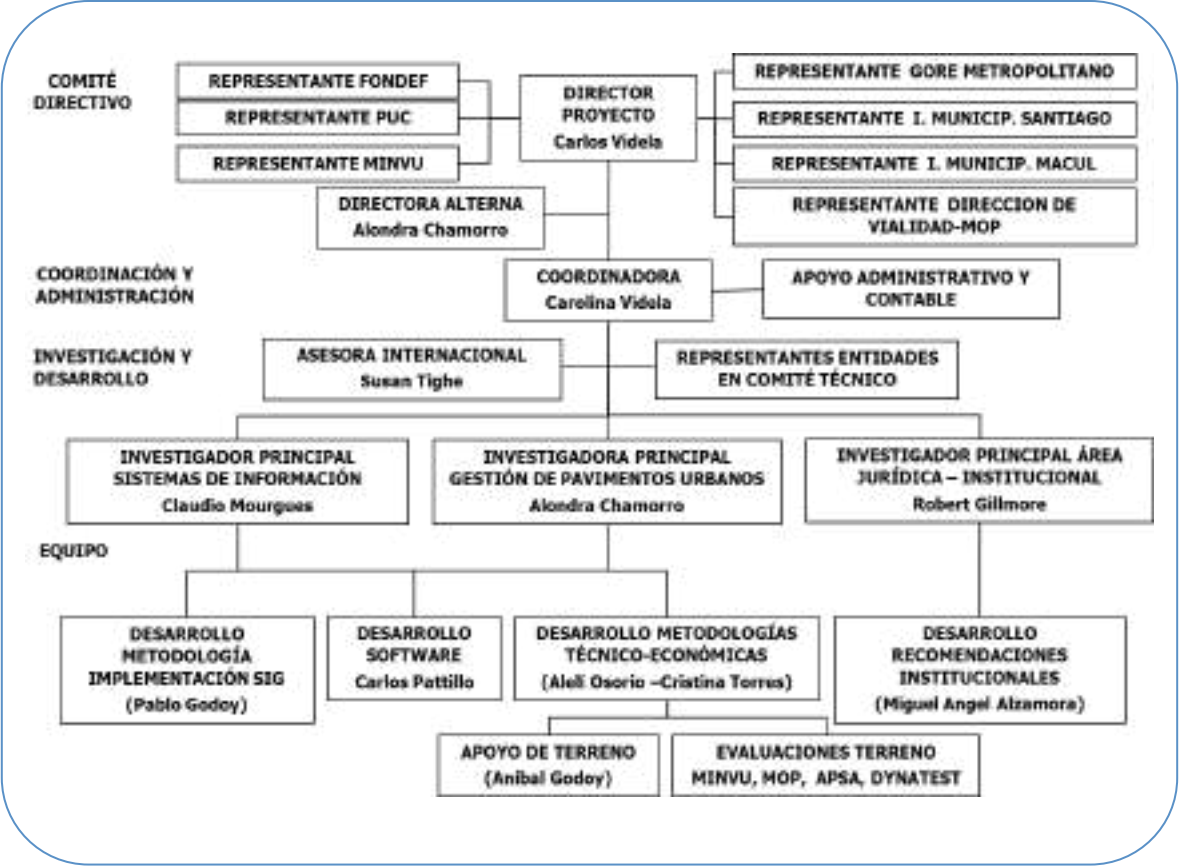 COMITÉ
DIRECTIVO
REPRESENTANTE FONDEF
REPRESENTANTE PUC
REPRESENTANTE MINVU
DIRECTOR
PROYECTO
Carlos Videla
REPRESENTANTE GORE METROPOLITANO
REPRESENTANTE I. MUNICIP. SANTIAGO
REPRESENTANTE I. MUNICIP. MACUL
REPRESENTANTE DIRECCION DE
VIALIDAD-MOP
DIRECTORA ALTERNA
Alondra Chamorro
COORDINACIÓN Y
ADMINISTRACIÓN
COORDINADORA
Carolina Videla
APOYO ADMINISTRATIVO Y
CONTABLE
INVESTIGACIÓN Y
DESARROLLO
ASESORA INTERNACIONAL
Susan Tighe
REPRESENTANTES ENTIDADES
EN COMITÉ TÉCNICO
INVESTIGADOR PRINCIPAL
SISTEMAS DE INFORMACIÓN
Claudio Mourgues
INVESTIGADORA PRINCIPAL
GESTIÓN DE PAVIMENTOS URBANOS
Alondra Chamorro
INVESTIGADOR PRINCIPAL ÁREA
JURÍDICA – INSTITUCIONAL
Robert Gillmore
EQUIPO
DESARROLLO
METODOLOGÍA
IMPLEMENTACIÓN SIG
(Pablo Godoy)
DESARROLLO
SOFTWARE
Carlos Pattillo
DESARROLLO METODOLOGÍAS
TÉCNICO-ECONÓMICAS
(Alelí Osorio –Cristina Torres)
DESARROLLO
RECOMENDACIONES
INSTITUCIONALES
(Miguel Angel Alzamora)
APOYO DE TERRENO
(Anibal Godoy)
EVALUACIONES TERRENO
MINVU, MOP, APSA, DYNATEST